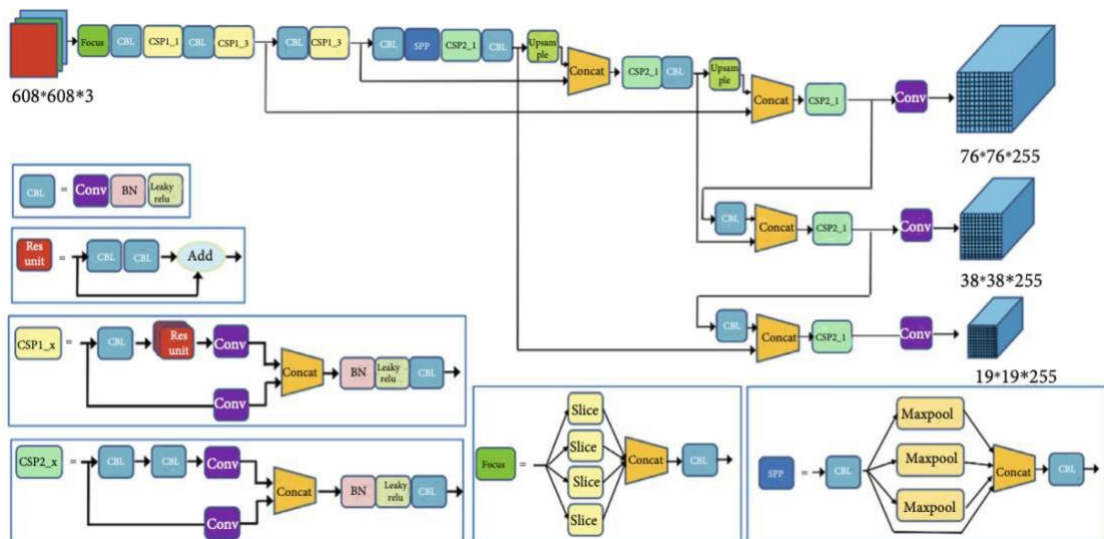 Focus
CBL
CSP1_1
CBL
CSP1_3
CBL
CSP1_3
CBL
SPP
CSP2_1
CBL
Upsam
ple
Concat
CSP2_1
CBL
Upsam
ple
Concat
CSP2_1
Conv
608*608*3
76*76*255
CBL
Concat
CSP2_1
Conv
38*38*255
CBL
Concat
CSP2_1
Conv
19*19*255
CBL
=
Conv
BN
Leaky
relu
Res
unit
=
CBL
CBL
Add
CSP1_x
=
CBL
Res
unit
Conv
Concat
BN
Leaky
relu
CBL
Conv
CSP2_x
=
CBL
CBL
Conv
Concat
BN
Leaky
relu
CBL
Conv
Focus
=
Slice
Slice
Slice
Slice
Concat
CBL
SPP
=
CBL
Maxpool
Maxpool
Maxpool
Concat
CBL